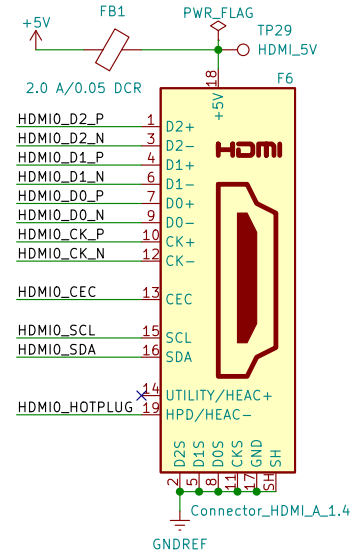 FB1
PWR_FLAG
+5V
TP29
HDMI_5V
2.0 A/0.05 DCR
18
F6
+5V
HDMI0_D2_P 1 D2+
HDMI0_D2_N 3 D2-
HDMI0_D1_P 4 D1+
HDMI0_D1_N 6 D1-
HDMI0_D0_P 7 D0+
HDMI0_D0_N 9 D0-
HDMI0_CK_P 10 CK+
HDMI0_CK_N 12 CK-
HDMI
HDMI0_CEC 13 CEC
HDMI0_SCL 15 SCL
HDMI0_SDA 16 SDA
14 UTILITY/HEAC+
HDMI0_HOTPLUG 19 HPD/HEAC-
D2S D1S D0S CKS GND SH
2 5 8 11 17 SH
Connector_HDMI_A_1.4
GNDREF